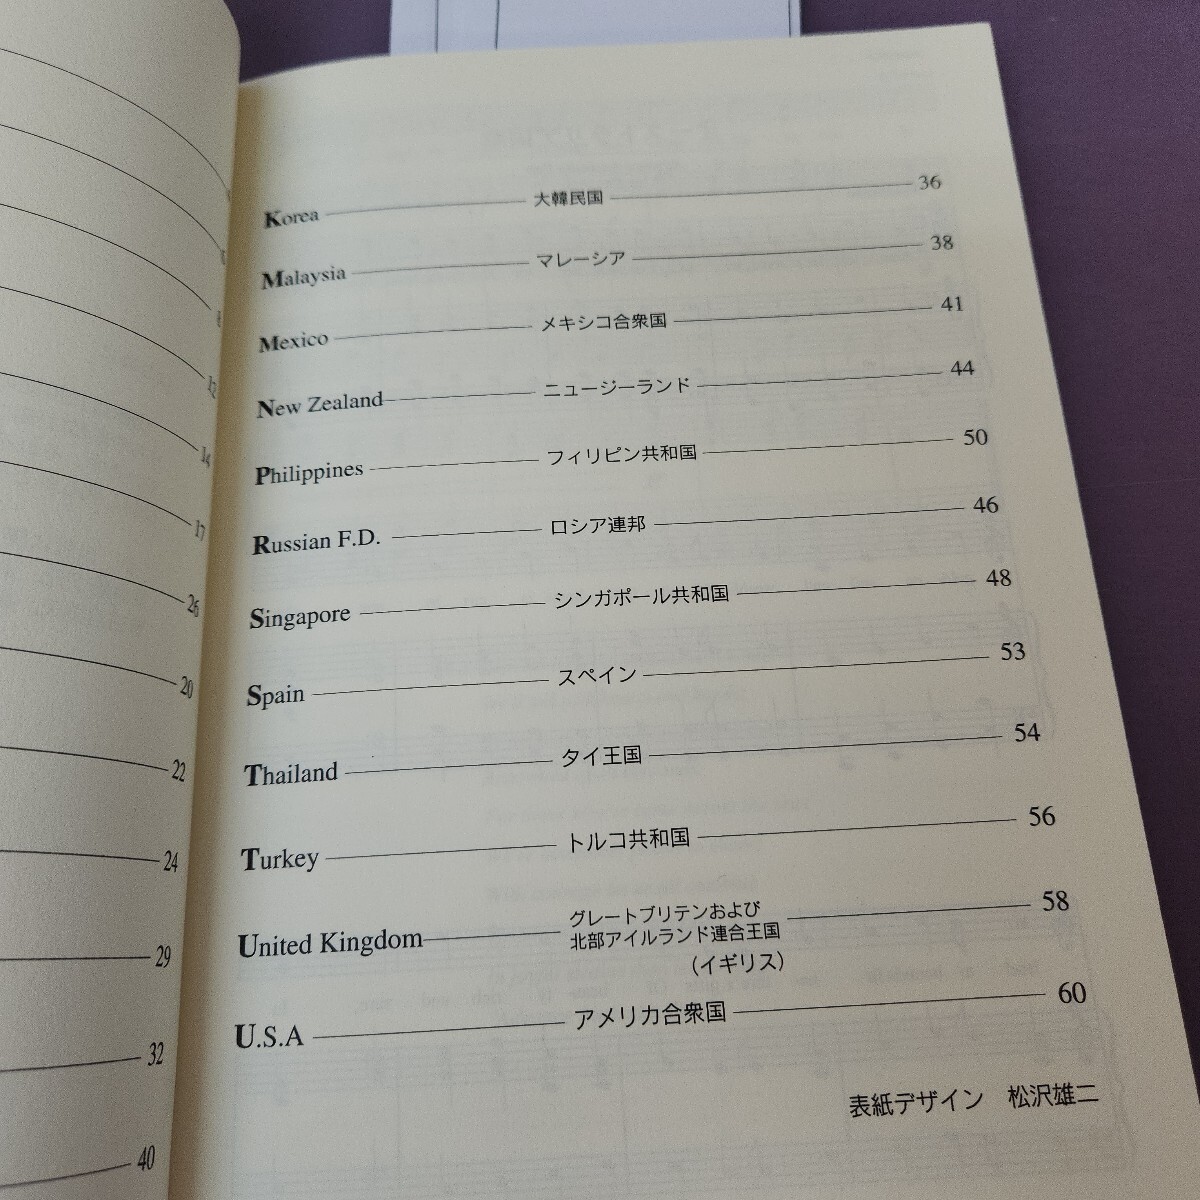 6
12
14
17
26
20
22
24
29
32
40
Korea 大韓民国 36
Malaysia マレーシア 38
Mexico メキシコ合衆国 41
New Zealand ニュージーランド 44
Philippines フィリピン共和国 50
Russian F.D. ロシア連邦 46
Singapore シンガポール共和国 48
Spain スペイン 53
Thailand タイ王国 54
Turkey トルコ共和国 56
United Kingdom グレートブリテンおよび 58
北部アイルランド連合王国
(イギリス)
U.S.A アメリカ合衆国 60
表紙デザイン 松沢雄二